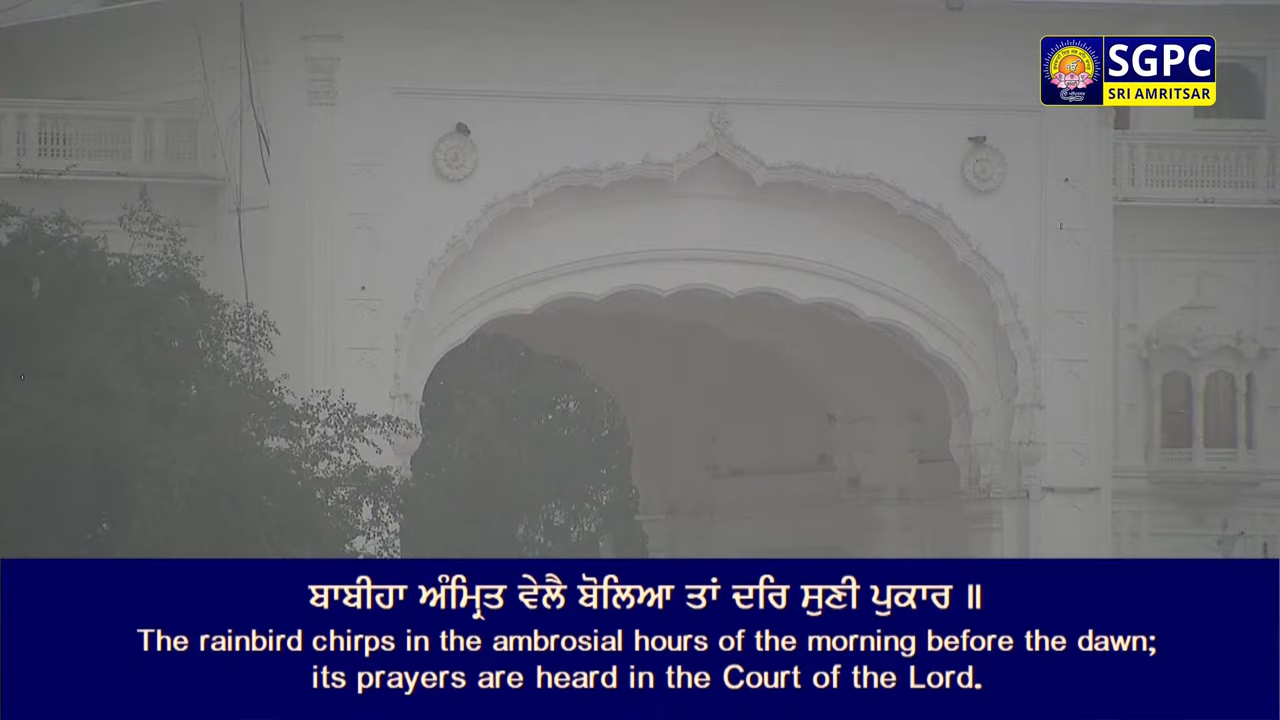 SGPC
SRI AMRITSAR
ਬਾਬੀਹਾ ਅੰਮ੍ਰਿਤ ਵੇਲੈ ਬੋਲਿਆ ਤਾਂ ਦਰਿ ਸੁਣੀ ਪੁਕਾਰ ॥
The rainbird chirps in the ambrosial hours of the morning before the dawn;
its prayers are heard in the Court of the Lord.